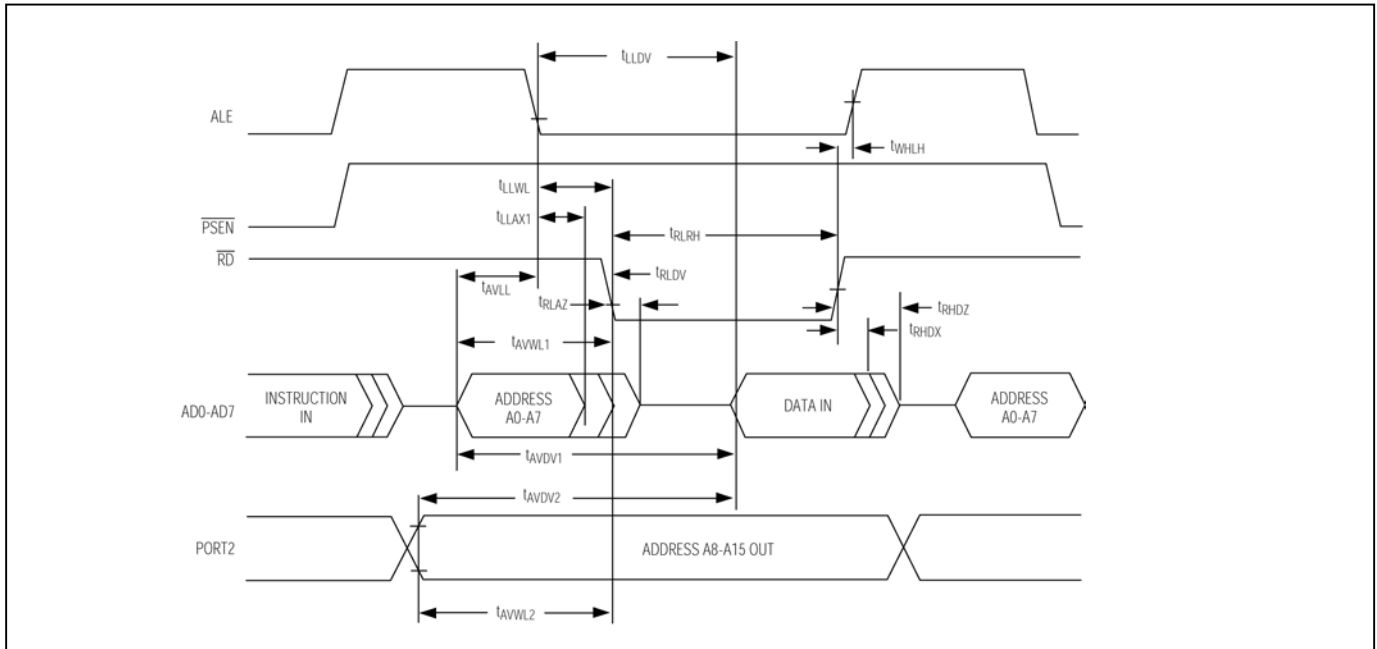 tLLDV
ALE
tWHLH
tLLWL
tLLAX1
PSEN
tRLRH
RD
tRLDV
tAVLL
tRLAZ
tRHDZ
tRHDX
tAVWL1
INSTRUCTION
IN
ADDRESS
A0-A7
DATA IN
ADDRESS
A0-A7
AD0-AD7
tAVDV1
tAVDV2
PORT2
ADDRESS A8-A15 OUT
tAVWL2